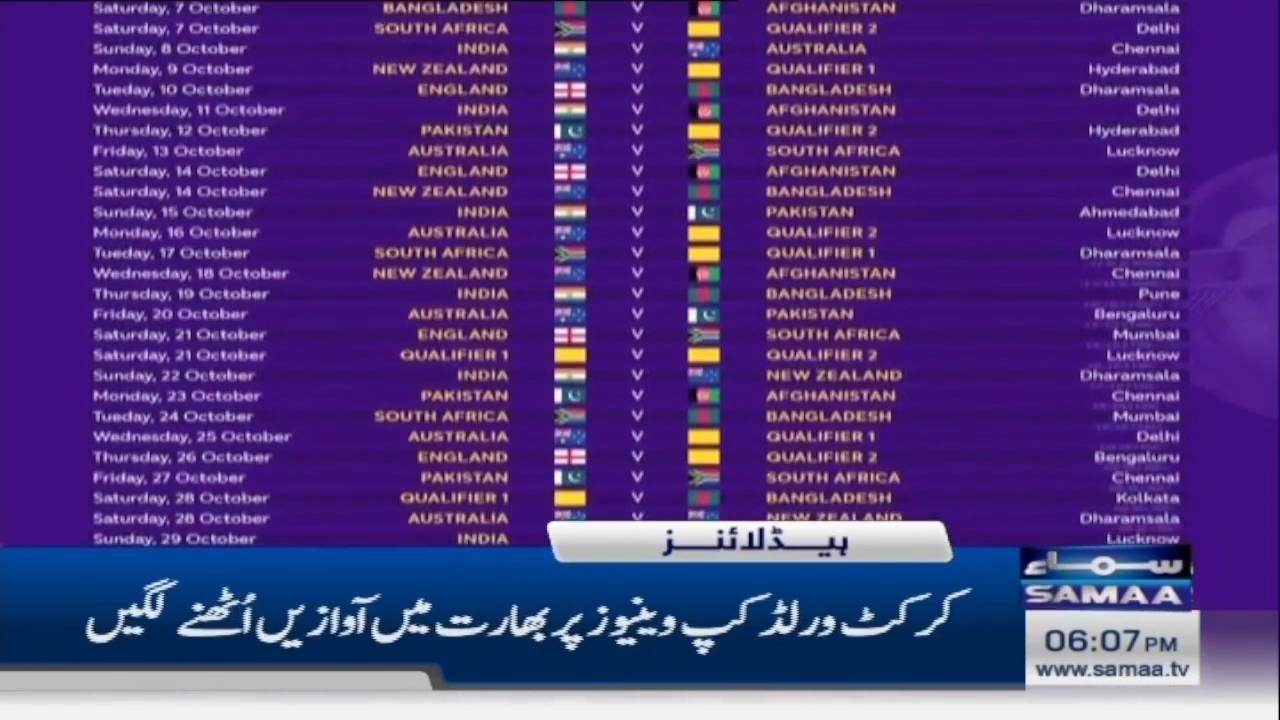 Saturday, 7 October BANGLADESH V AFGHANISTAN Dharamsala
Saturday, 7 October SOUTH AFRICA V QUALIFIER 2 Delhi
Sunday, 8 October INDIA V AUSTRALIA Chennai
Monday, 9 October NEW ZEALAND V QUALIFIER 1 Hyderabad
Tueday, 10 October ENGLAND V BANGLADESH Dharamsala
Wednesday, 11 October INDIA V AFGHANISTAN Delhi
Thursday, 12 October PAKISTAN V QUALIFIER 2 Hyderabad
Friday, 13 October AUSTRALIA V SOUTH AFRICA Lucknow
Saturday, 14 October ENGLAND V AFGHANISTAN Delhi
Saturday, 14 October NEW ZEALAND V BANGLADESH Chennai
Sunday, 15 October INDIA V PAKISTAN Ahmedabad
Monday, 16 October AUSTRALIA V QUALIFIER 2 Lucknow
Tueday, 17 October SOUTH AFRICA V QUALIFIER 1 Dharamsala
Wednesday, 18 October NEW ZEALAND V AFGHANISTAN Chennai
Thursday, 19 October INDIA V BANGLADESH Pune
Friday, 20 October AUSTRALIA V PAKISTAN Bengaluru
Saturday, 21 October ENGLAND V SOUTH AFRICA Mumbai
Saturday, 21 October QUALIFIER 1 V QUALIFIER 2 Lucknow
Sunday, 22 October INDIA V NEW ZEALAND Dharamsala
Monday, 23 October PAKISTAN V AFGHANISTAN Chennai
Tueday, 24 October SOUTH AFRICA V BANGLADESH Mumbai
Wednesday, 25 October AUSTRALIA V QUALIFIER 1 Delhi
Thursday, 26 October ENGLAND V QUALIFIER 2 Bengaluru
Friday, 27 October PAKISTAN V SOUTH AFRICA Chennai
Saturday, 28 October QUALIFIER 1 V BANGLADESH Kolkata
Saturday, 28 October AUSTRALIA V NEW ZEALAND Dharamsala
Sunday, 29 October INDIA Lucknow
ہیڈلائنز
کرکٹ ورلڈ کپ وینیوز پر بھارت میں آوازیں اُٹھنے لگیں
سماء
SAMAA
06:07 PM
www.samaa.tv